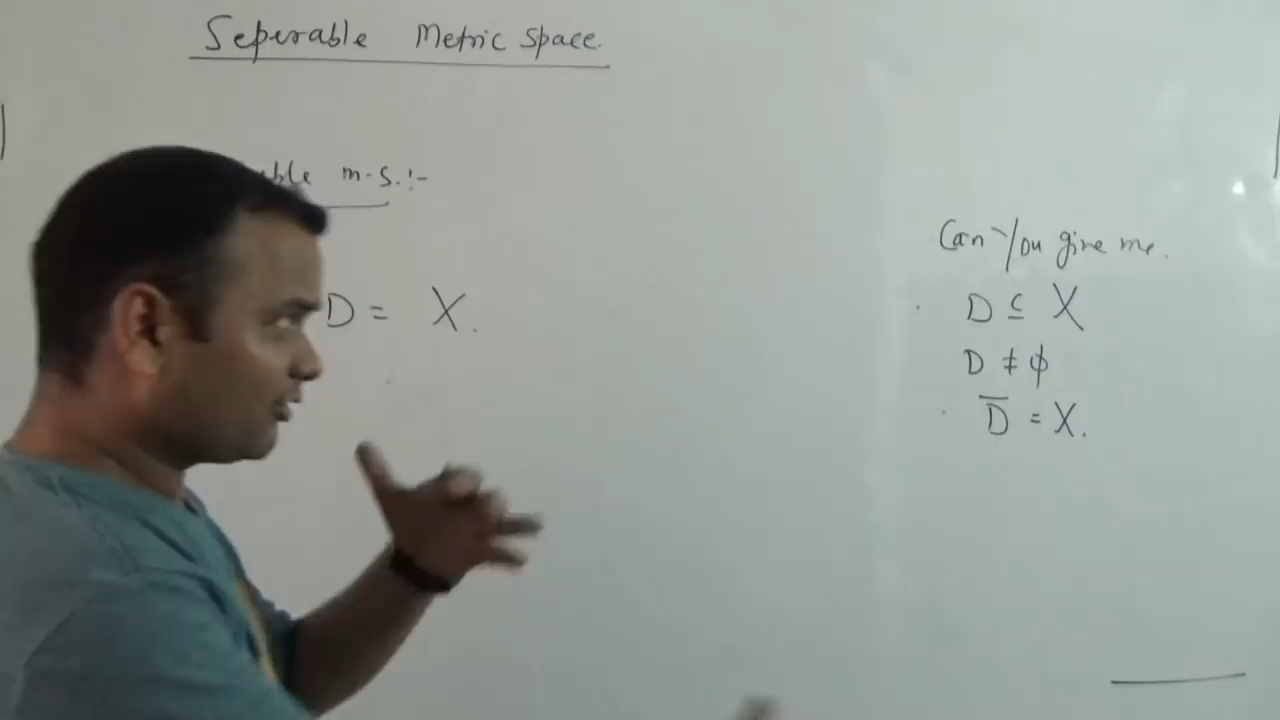 Seperable Metric Space.
m.s.:-
D = X.
Can You give me.
D ⊆ X
D ≠ ϕ
D̅ = X.